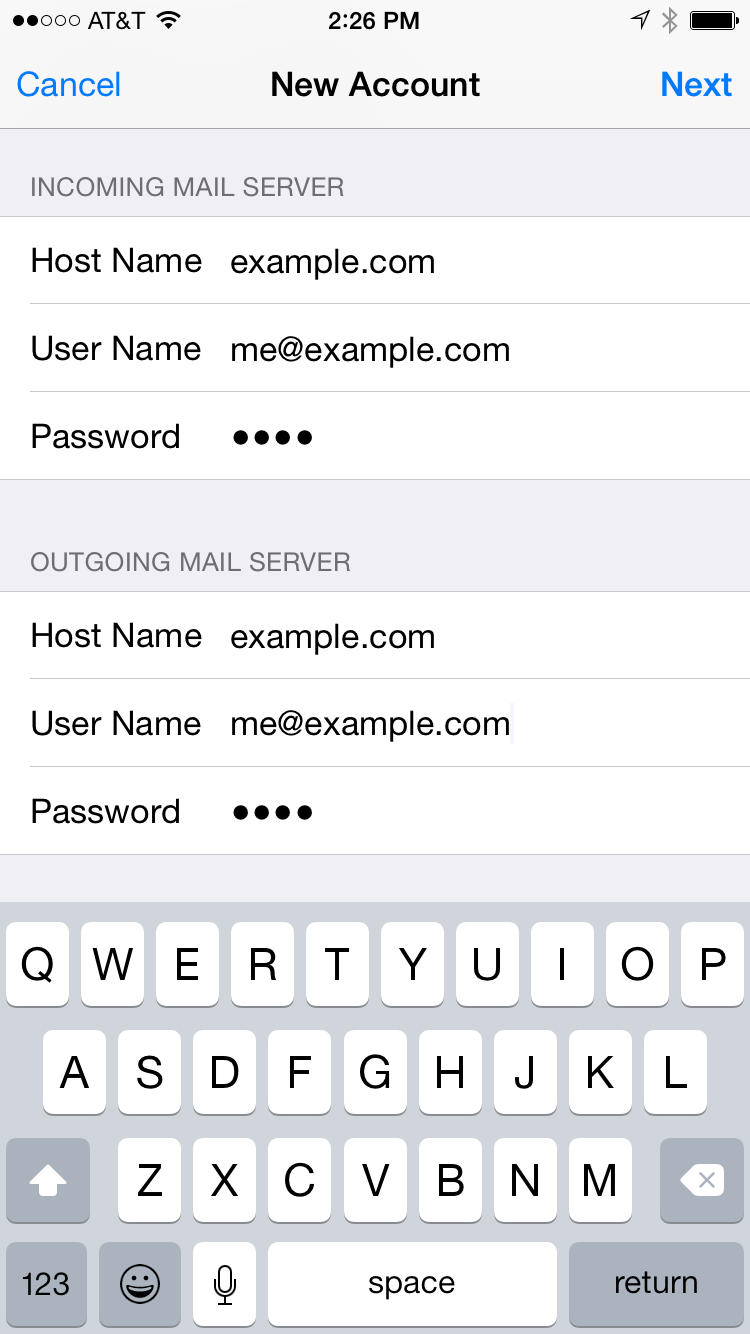 AT&T 2:26 PM
Cancel New Account Next
INCOMING MAIL SERVER
Host Name example.com
User Name me@example.com
Password ●●●●
OUTGOING MAIL SERVER
Host Name example.com
User Name me@example.com
Password ●●●●
Q W E R T Y U I O P
A S D F G H J K L
Z X C V B N M
123 space return